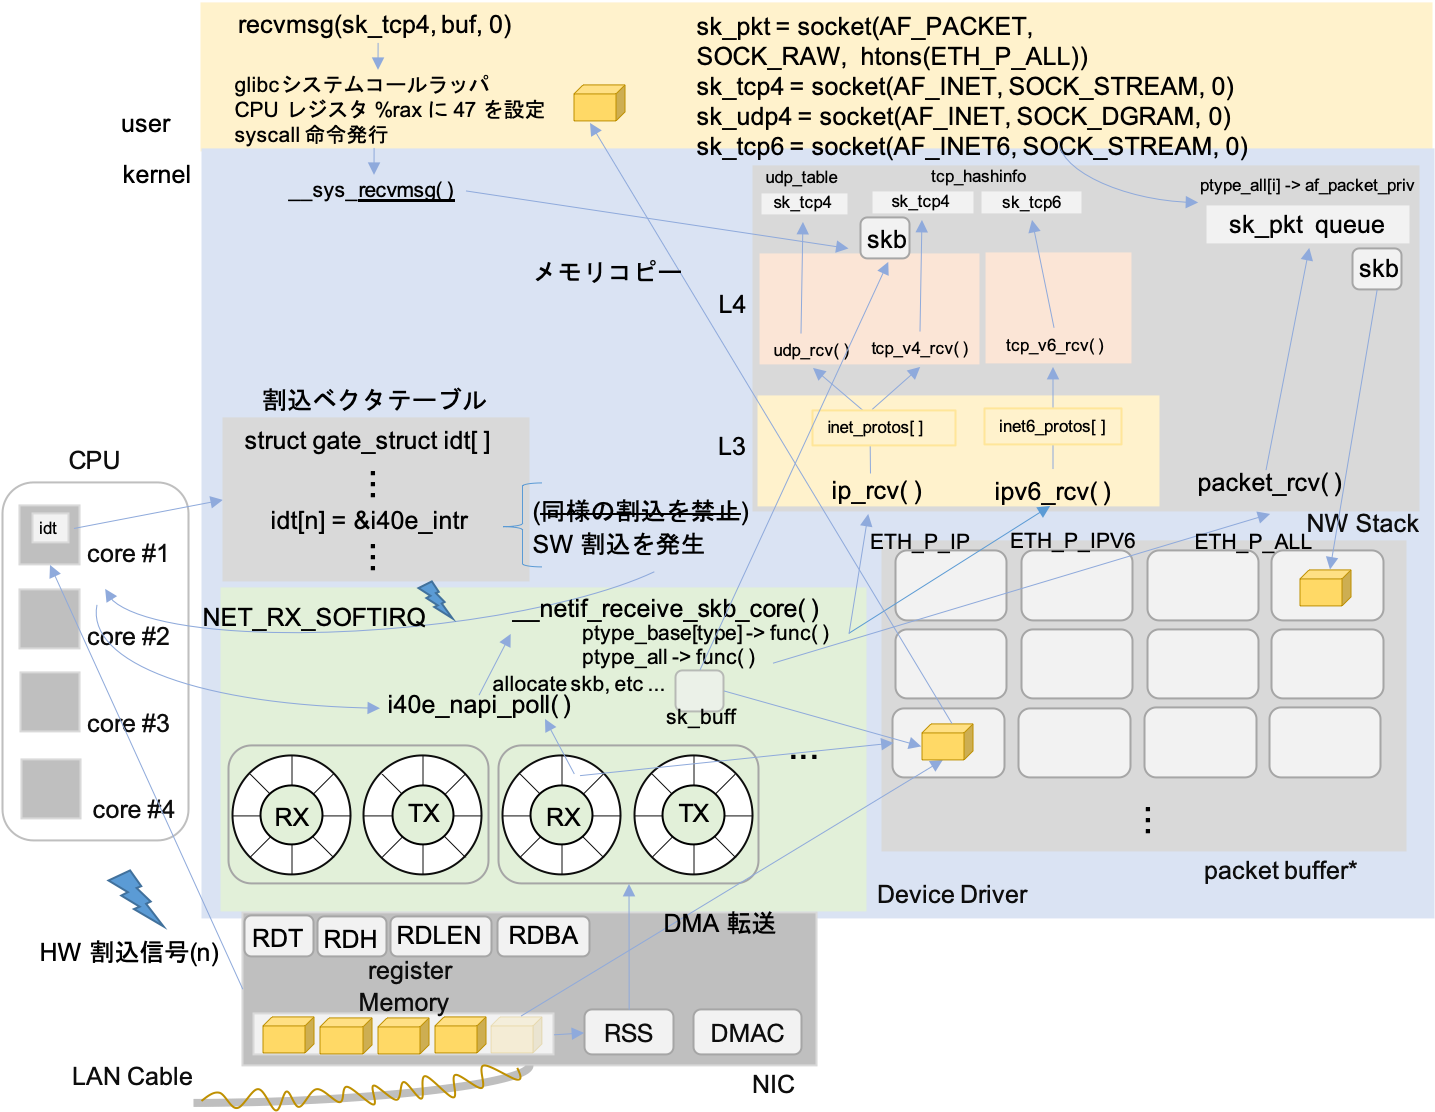 recvmsg(sk_tcp4, buf, 0)
glibcシステムコールラッパ
CPU レジスタ %rax に 47 を設定
syscall 命令発行
sk_pkt = socket(AF_PACKET,
SOCK_RAW, htons(ETH_P_ALL))
sk_tcp4 = socket(AF_INET, SOCK_STREAM, 0)
sk_udp4 = socket(AF_INET, SOCK_DGRAM, 0)
sk_tcp6 = socket(AF_INET6, SOCK_STREAM, 0)
user
kernel
__sys_recvmsg( )
udp_table
sk_tcp4
tcp_hashinfo
sk_tcp4
sk_tcp6
ptype_all[i] -> af_packet_priv
sk_pkt queue
skb
skb
メモリコピー
L4
udp_rcv( )
tcp_v4_rcv( )
tcp_v6_rcv( )
割込ベクタテーブル
struct gate_struct idt[ ]
⋮
idt[n] = &i40e_intr
⋮
(同様の割込を禁止)
SW 割込を発生
L3
inet_protos[ ]
inet6_protos[ ]
ip_rcv( )
ipv6_rcv( )
packet_rcv( )
NW Stack
CPU
idt
core #1
core #2
core #3
core #4
NET_RX_SOFTIRQ
__netif_receive_skb_core( )
ptype_base[type] -> func( )
ptype_all -> func( )
allocate skb, etc ...
i40e_napi_poll( )
sk_buff
ETH_P_IP
ETH_P_IPV6
ETH_P_ALL
RX
TX
RX
TX
...
⋮
packet buffer*
Device Driver
HW 割込信号(n)
DMA 転送
RDT
RDH
RDLEN
RDBA
register
Memory
RSS
DMAC
LAN Cable
NIC